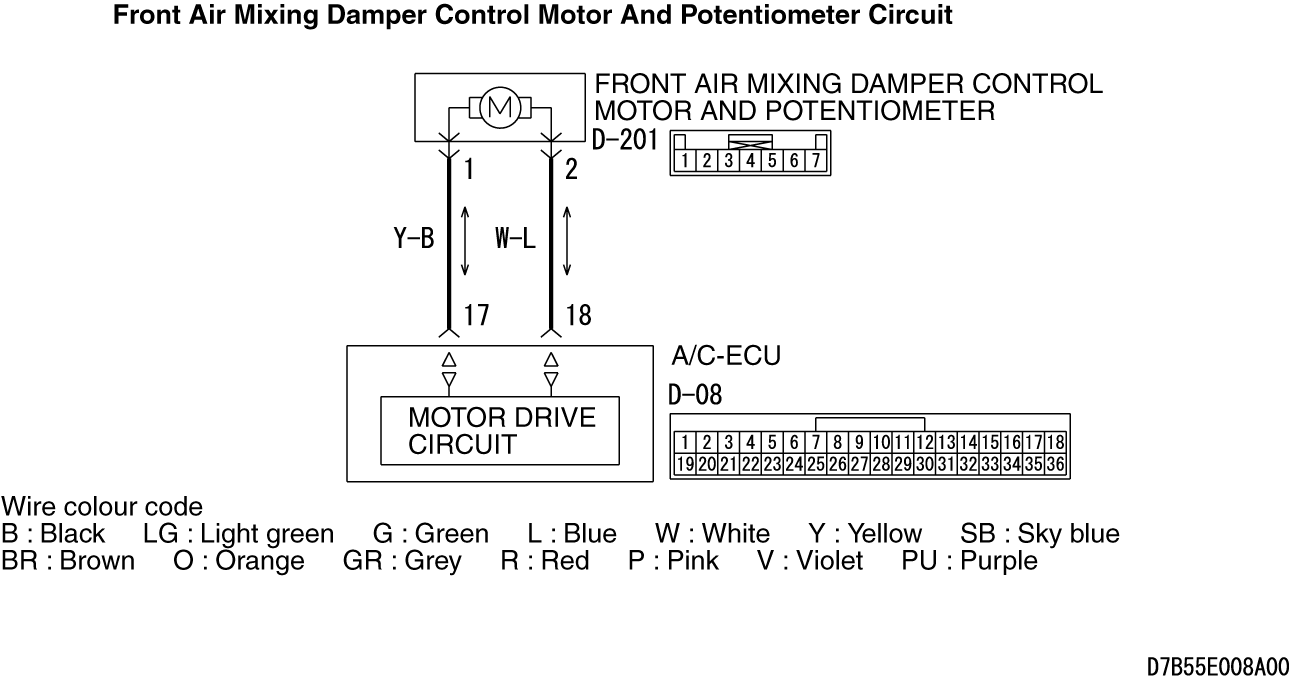 Front Air Mixing Damper Control Motor And Potentiometer Circuit
M
FRONT AIR MIXING DAMPER CONTROL
MOTOR AND POTENTIOMETER
D-201
1 2 3 4 5 6 7
1 2
Y-B W-L
17 18
A/C-ECU
D-08
MOTOR DRIVE
CIRCUIT
1 2 3 4 5 6 7 8 9 10 11 12 13 14 15 16 17 18
19 20 21 22 23 24 25 26 27 28 29 30 31 32 33 34 35 36
Wire colour code
B : Black LG : Light green G : Green L : Blue W : White Y : Yellow SB : Sky blue
BR : Brown O : Orange GR : Grey R : Red P : Pink V : Violet PU : Purple
D7B55E008A00